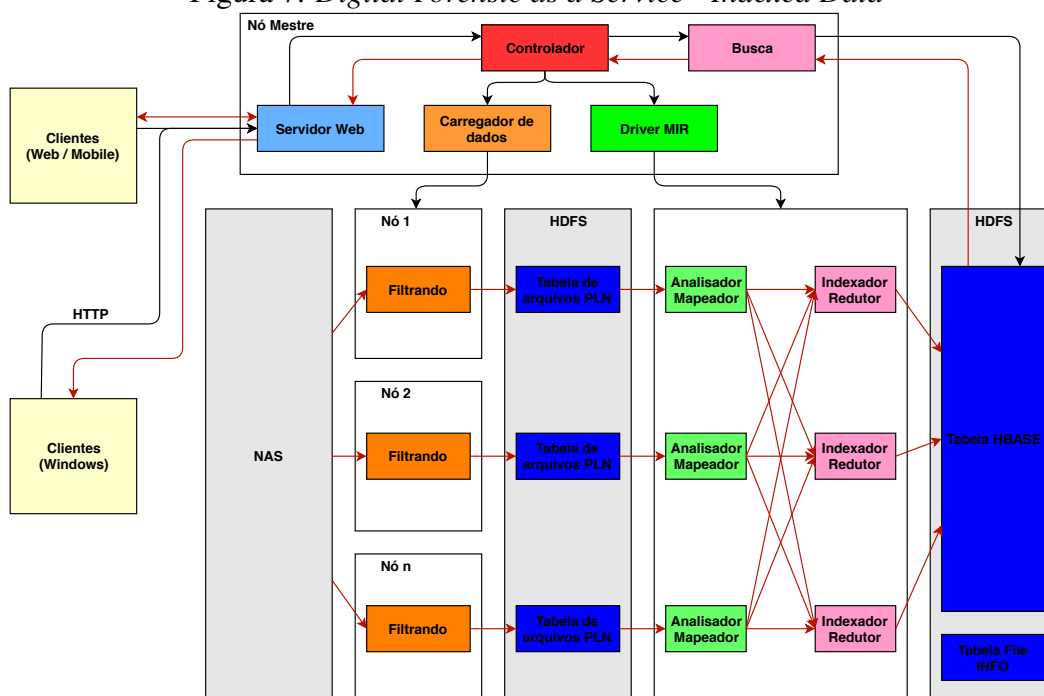 Figura 7: Digital Forensic as a Service - Indexed Data
Nó Mestre
Controlador
Busca
Clientes
(Web / Mobile)
Servidor Web
Carregador de
dados
Driver MIR
Nó 1
HDFS
HDFS
Filtrando
Tabela de
arquivos PLN
Analisador
Mapeador
Indexador
Redutor
HTTP
Nó 2
Clientes
(Windows)
NAS
Filtrando
Tabela de
arquivos PLN
Analisador
Mapeador
Indexador
Redutor
Tabela HBASE
Nó n
Filtrando
Tabela de
arquivos PLN
Analisador
Mapeador
Indexador
Redutor
Tabela File
INFO